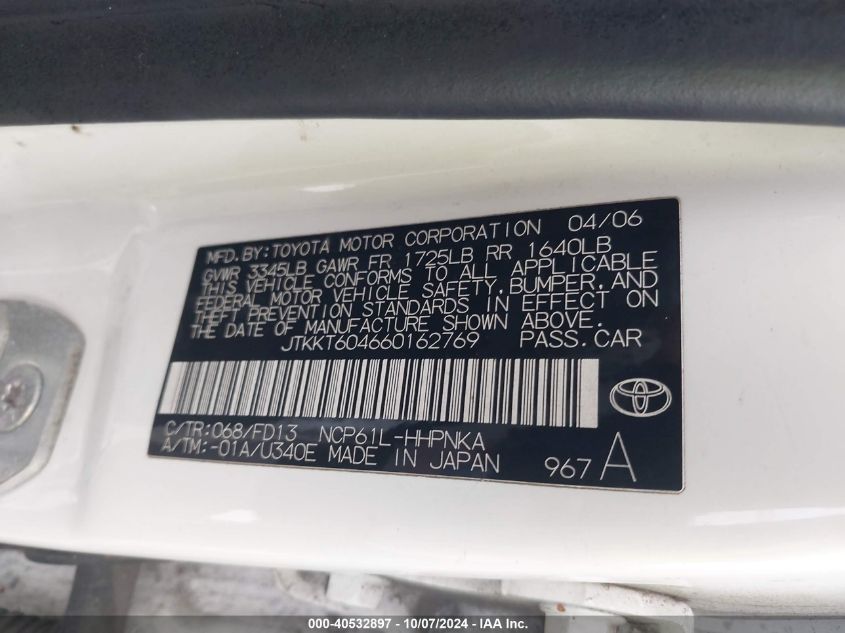 MFD. BY: TOYOTA MOTOR CORPORATION 04/06
GVWR 3345LB GAWR FR 1725LB RR 1640LB
THIS VEHICLE CONFORMS TO ALL APPLICABLE
FEDERAL MOTOR VEHICLE SAFETY, BUMPER, AND
THEFT PREVENTION STANDARDS IN EFFECT ON
THE DATE OF MANUFACTURE SHOWN ABOVE.
JTKKT604660162769 PASS. CAR
C/TR:068/FD13 NCP61L-HHPNKA
A/TM:-01A/U340E MADE IN JAPAN 967 A
000-40532897 - 10/07/2024 - IAA Inc.